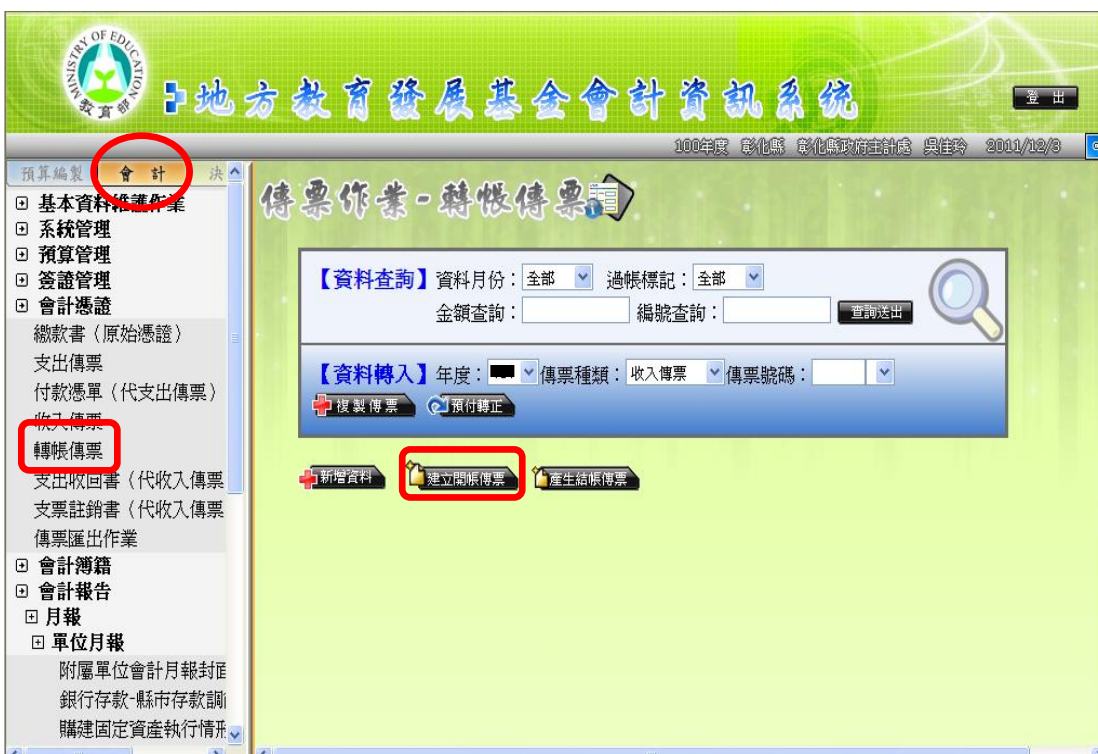 MINISTRY OF EDUCATION
教育部
地方教育發展基金會計資訊系統
登 出
100年度 彰化縣 彰化縣政府主計處 吳佳玲 2011/12/3
預算編製 會 計 決
基本資料維護作業
系統管理
預算管理
簽證管理
會計憑證
繳款書（原始憑證）
支出傳票
付款憑單（代支出傳票）
收入傳票
轉帳傳票
支出收回書（代收入傳票
支票註銷書（代收入傳票
傳票匯出作業
會計簿籍
會計報告
月報
單位月報
附屬單位會計月報封面
銀行存款-縣市存款調
購建固定資產執行情形
傳票作業-轉帳傳票
【資料查詢】資料月份：全部 過帳標記：全部
金額查詢： 編號查詢： 查詢送出
【資料轉入】年度： 傳票種類：收入傳票 傳票號碼：
複製傳票 預付轉正
新增資料 建立開帳傳票 產生結帳傳票